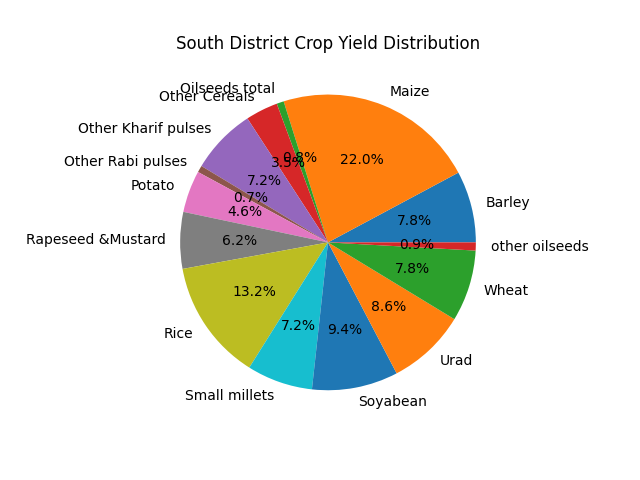 South District Crop Yield Distribution
Oilseeds total
Other Cereals
Maize
Other Kharif pulses
Other Rabi pulses
Potato
Barley
Rapeseed &Mustard
other oilseeds
Wheat
Rice
Urad
Small millets
Soyabean
0.8%
3.5%
22.0%
7.2%
0.7%
4.6%
7.8%
6.2%
0.9%
7.8%
13.2%
8.6%
7.2%
9.4%